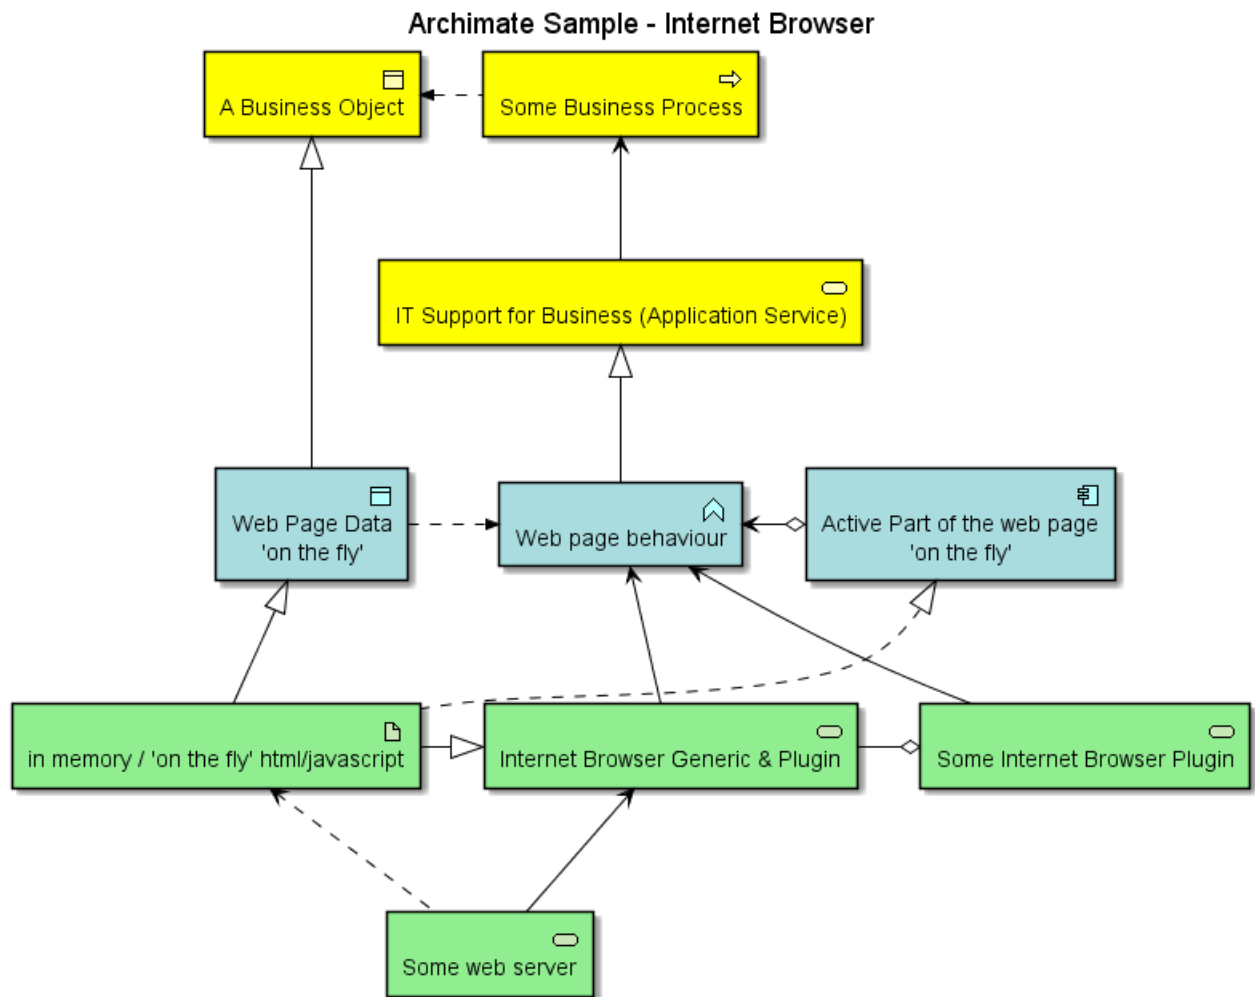 Archimate Sample - Internet Browser
A Business Object
Some Business Process
IT Support for Business (Application Service)
Web Page Data
'on the fly'
Web page behaviour
Active Part of the web page
'on the fly'
in memory / 'on the fly' html/javascript
Internet Browser Generic & Plugin
Some Internet Browser Plugin
Some web server